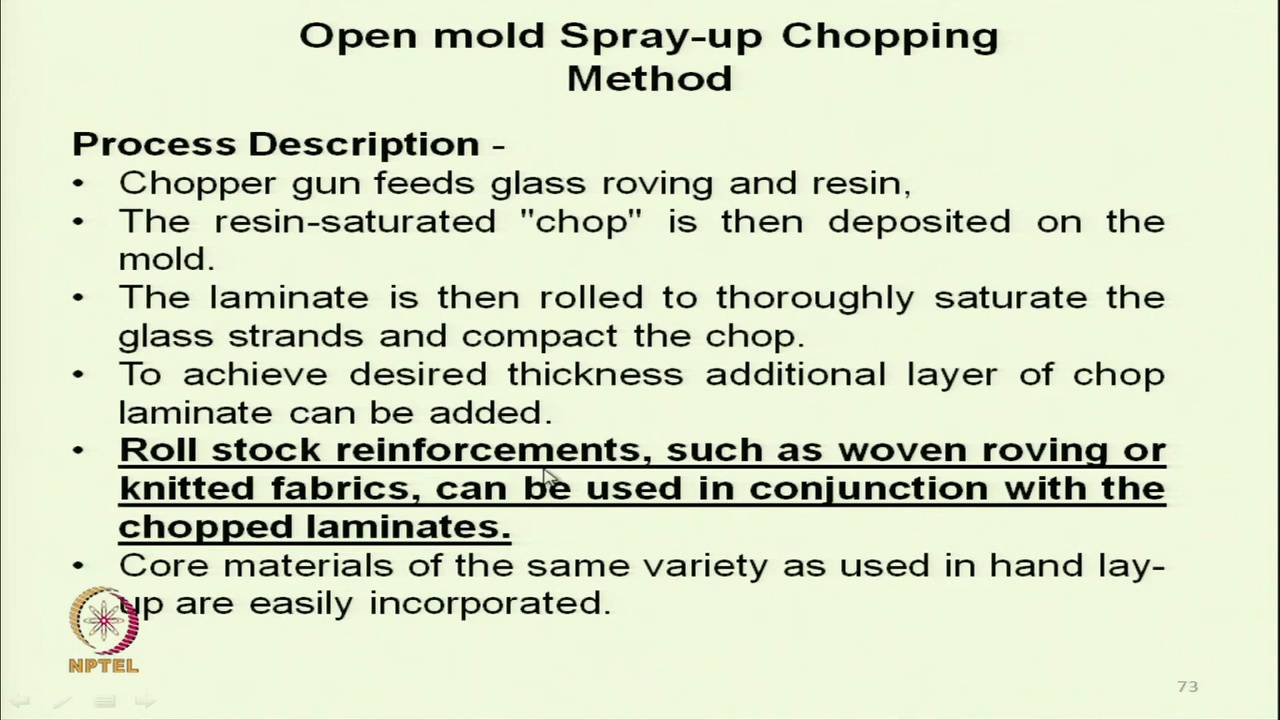 Open mold Spray-up Chopping
Method
Process Description -
• Chopper gun feeds glass roving and resin,
• The resin-saturated "chop" is then deposited on the
mold.
• The laminate is then rolled to thoroughly saturate the
glass strands and compact the chop.
• To achieve desired thickness additional layer of chop
laminate can be added.
• Roll stock reinforcements, such as woven roving or
knitted fabrics, can be used in conjunction with the
chopped laminates.
• Core materials of the same variety as used in hand lay-
up are easily incorporated.
NPTEL
73